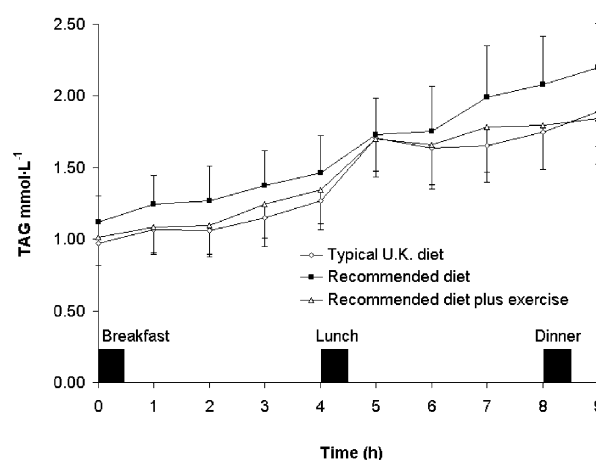 2.50
2.00
1.50
1.00
0.50
0.00
TAG mmol·L-1
Typical U.K. diet
Recommended diet
Recommended diet plus exercise
Breakfast Lunch Dinner
0 1 2 3 4 5 6 7 8 9
Time (h)